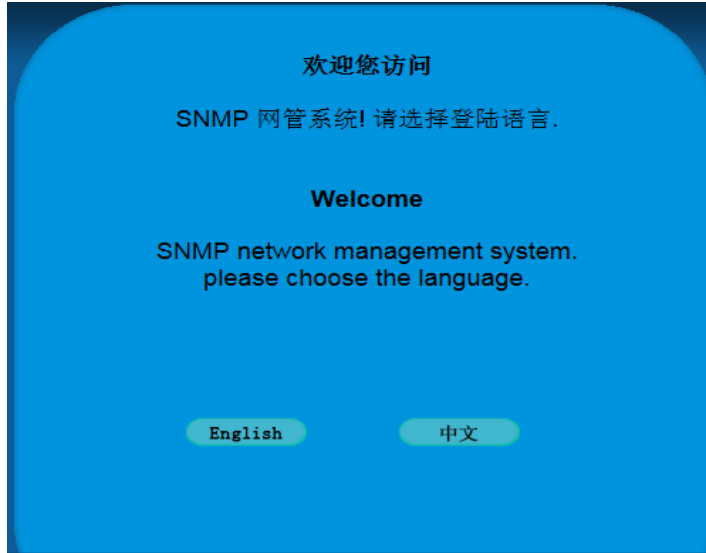 欢迎您访问
SNMP 网管系统! 请选择登陆语言.
Welcome
SNMP network management system.
please choose the language.
English
中文